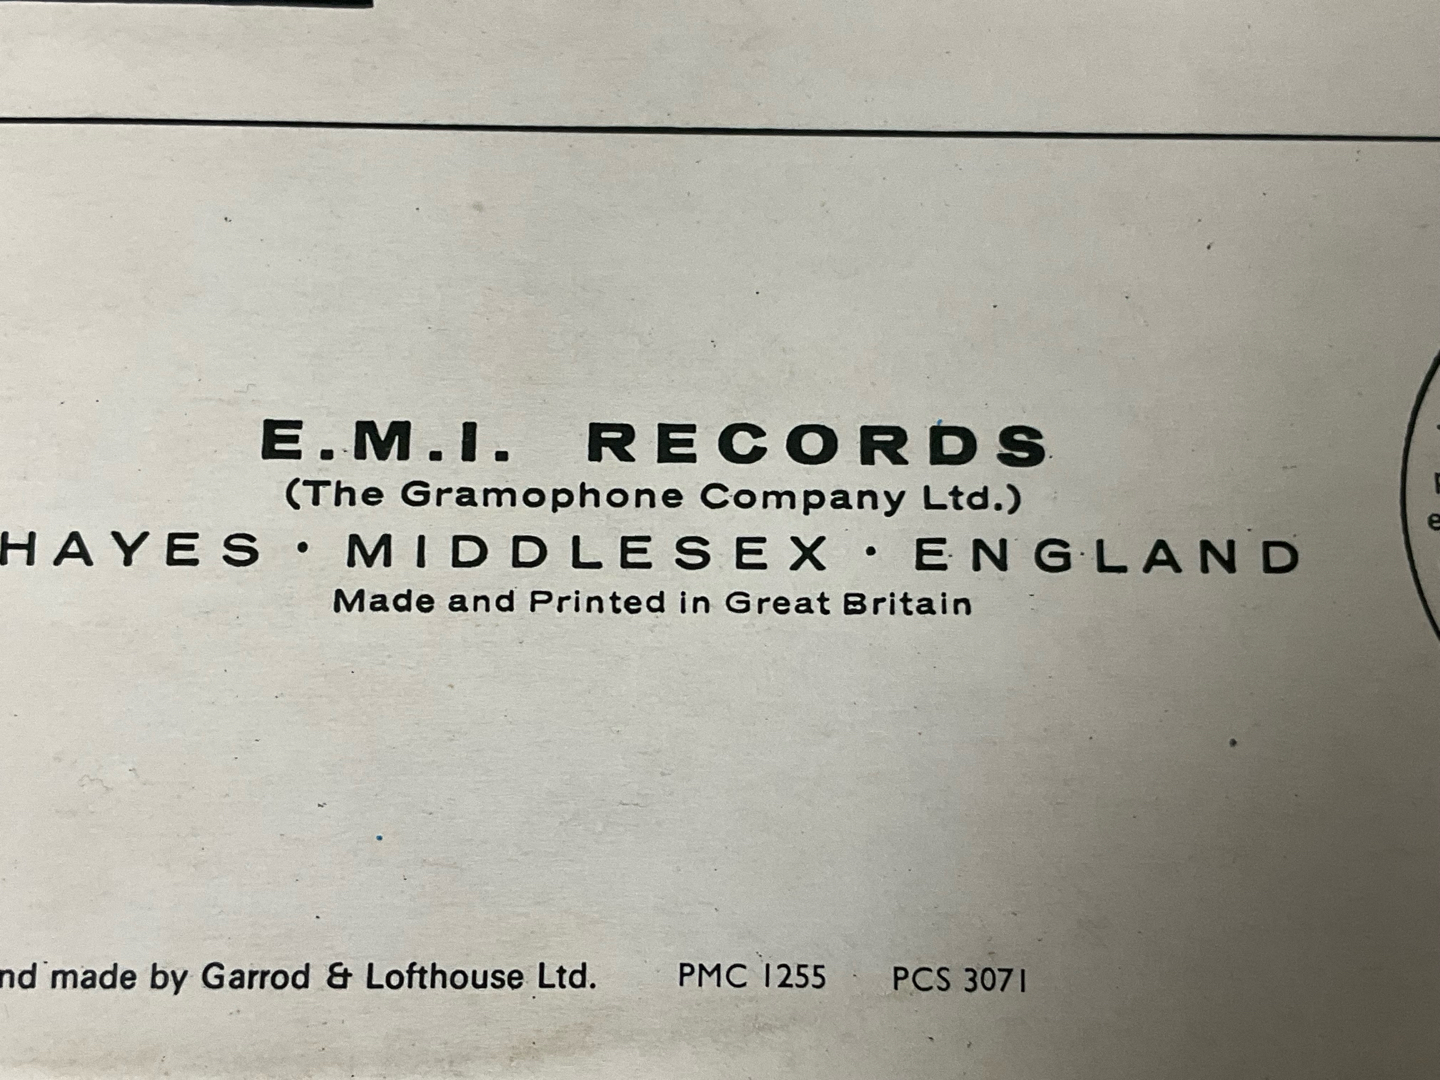 E.M.I. RECORDS
(The Gramophone Company Ltd.)
HAYES · MIDDLESEX · ENGLAND
Made and Printed in Great Britain
made by Garrod & Lofthouse Ltd. PMC 1255 PCS 3071